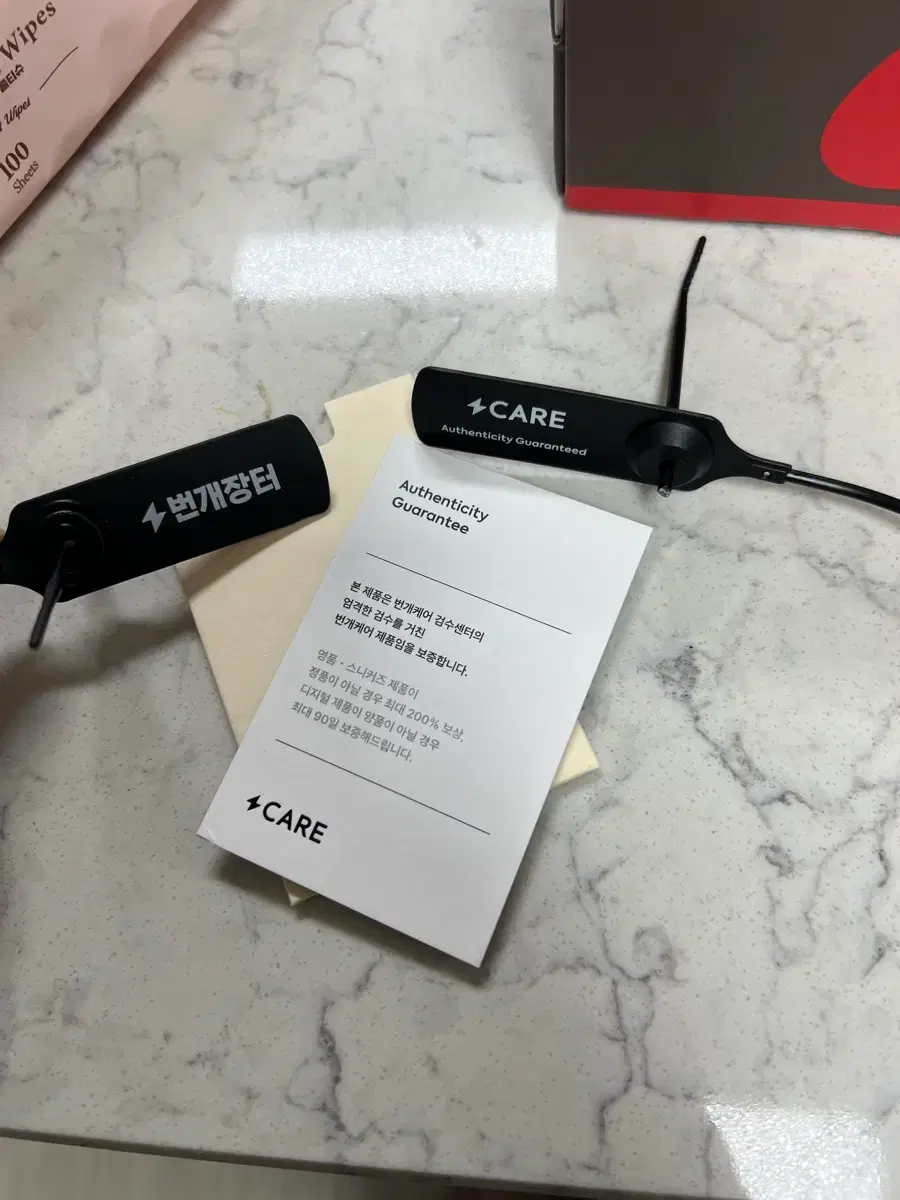 Wipes
물티슈
Wipes
100
Sheets
CARE
Authenticity Guaranteed
번개장터
Authenticity
Guarantee
본 제품은 번개케어 검수센터의
엄격한 검수를 거친
번개케어 제품임을 보증합니다.
명품 · 스니커즈 제품이
정품이 아닐 경우 최대 200% 보상,
디지털 제품이 양품이 아닐 경우
최대 90일 보증해드립니다.
CARE